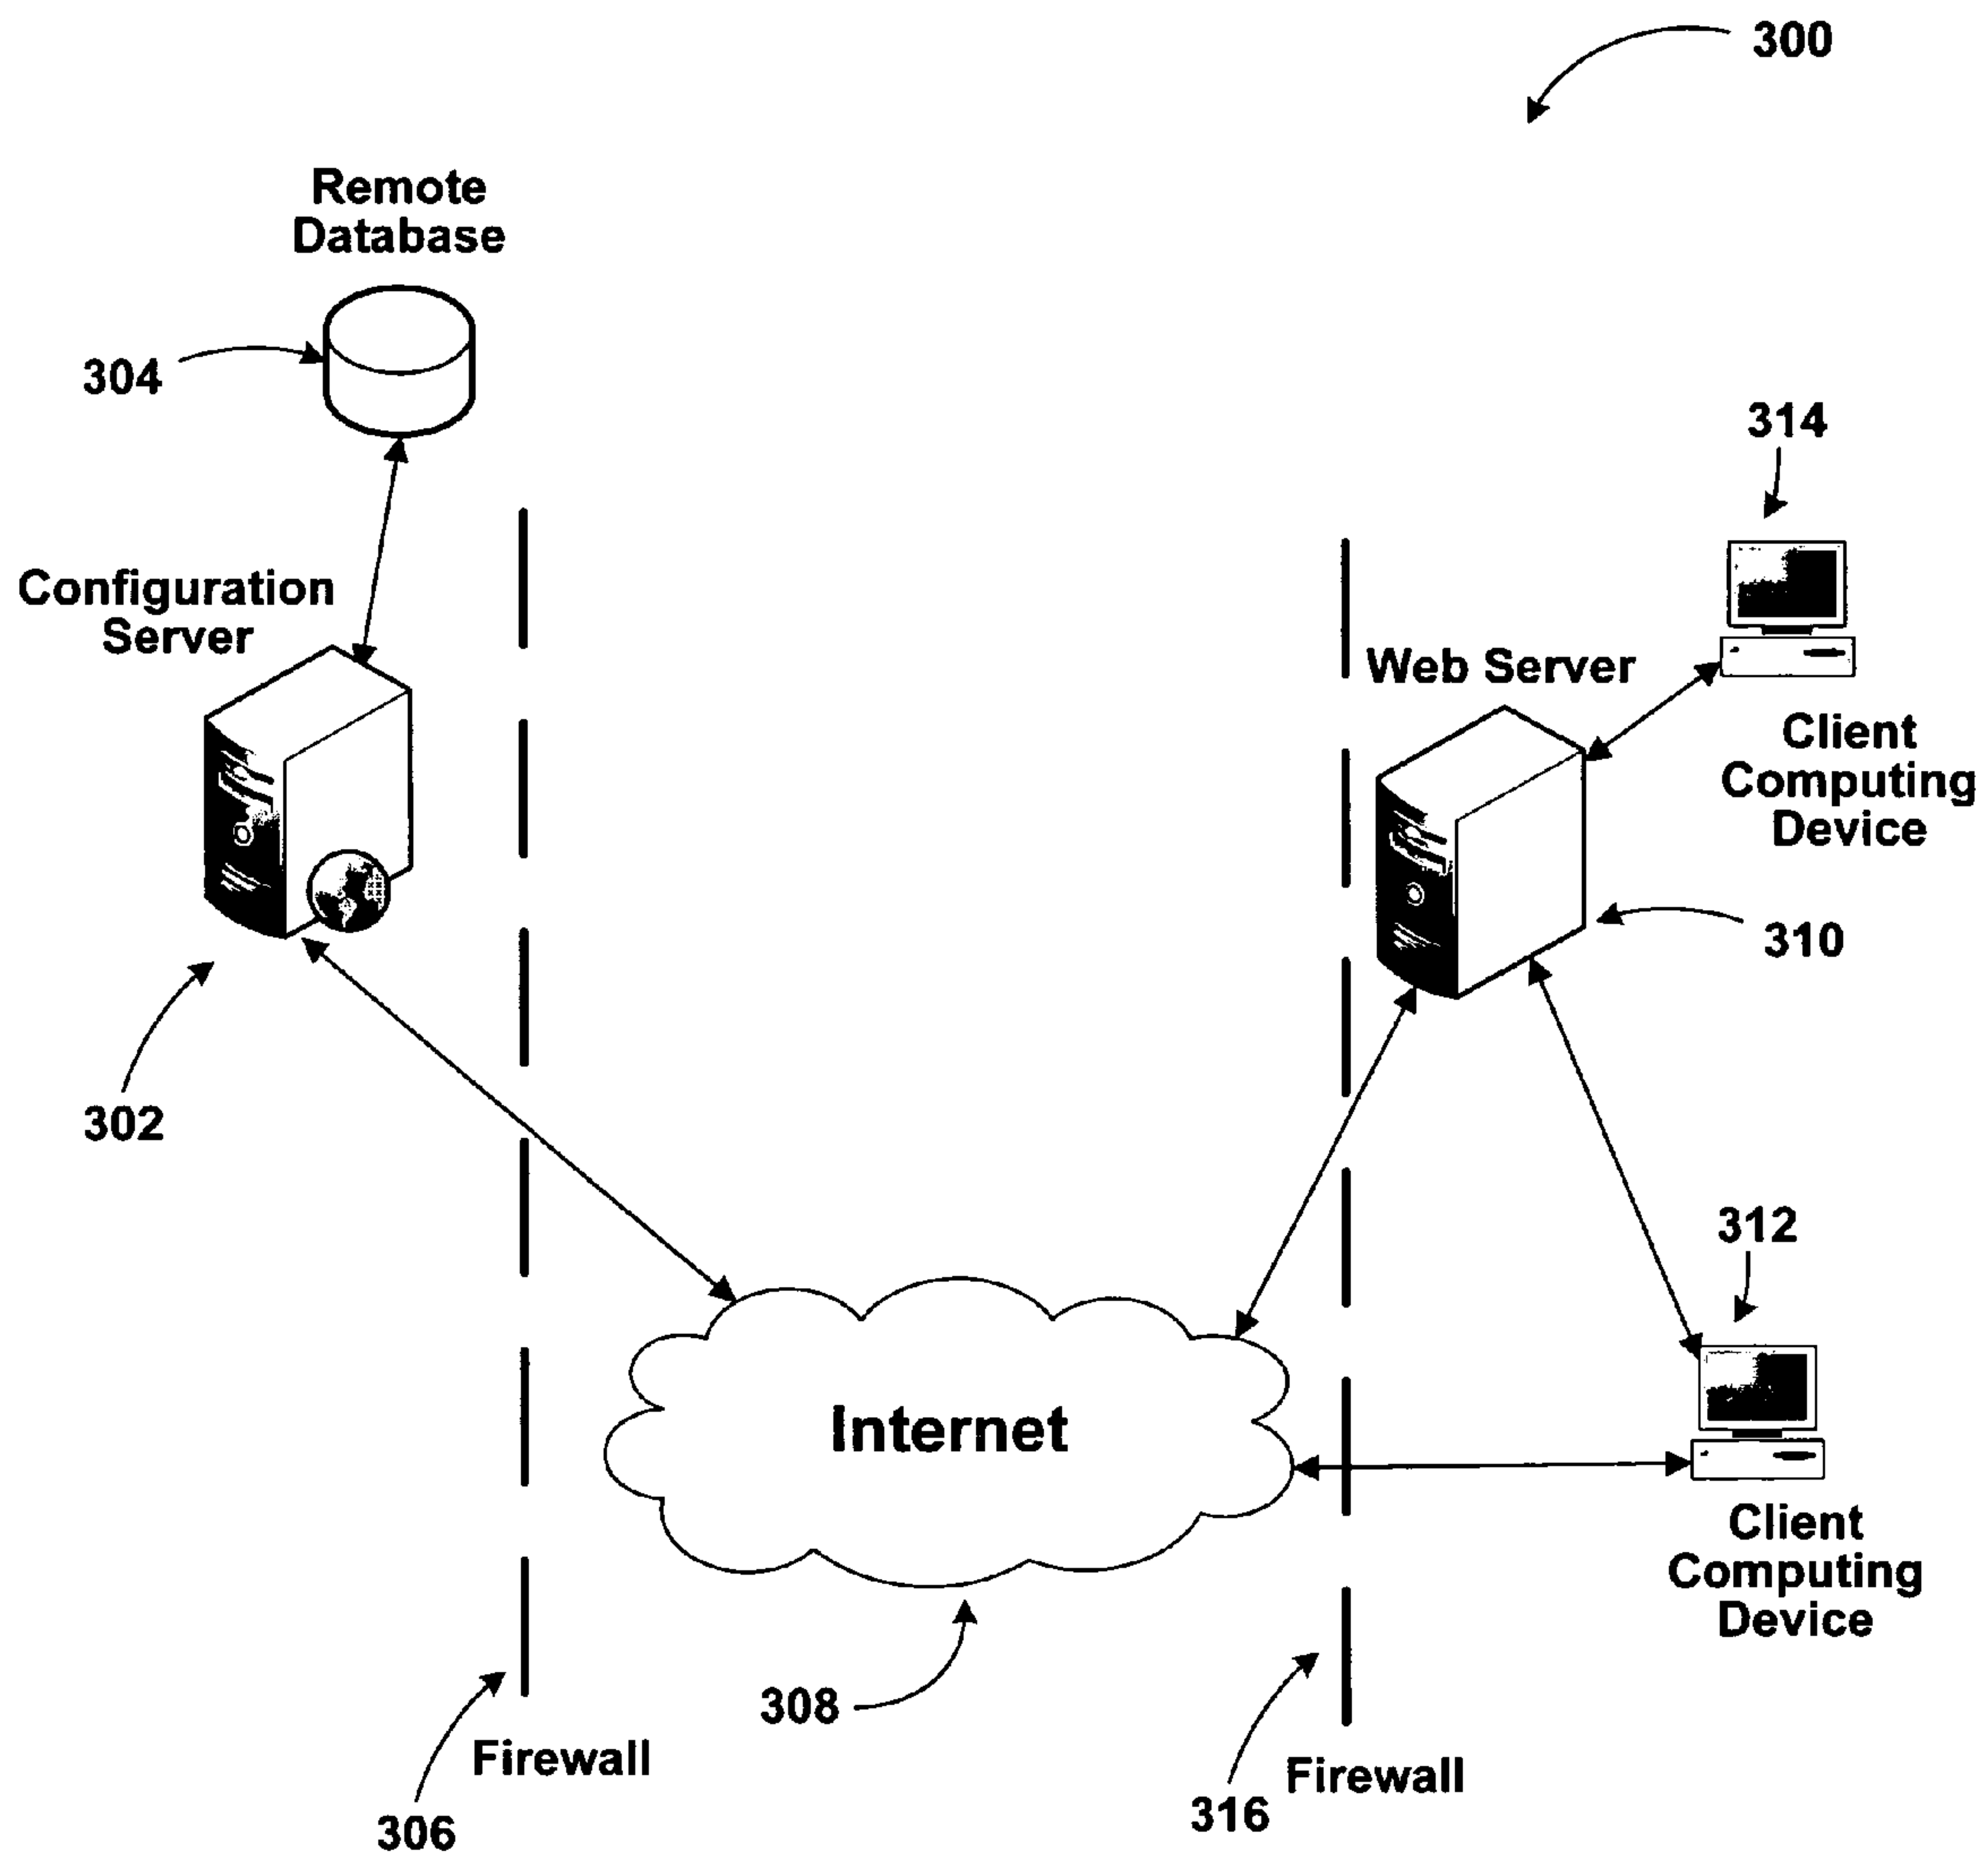 300
Remote
Database
304
314
Configuration
Server
Web Server
Client
Computing
Device
310
302
312
Internet
Client
Computing
Device
308
Firewall
Firewall
316
306